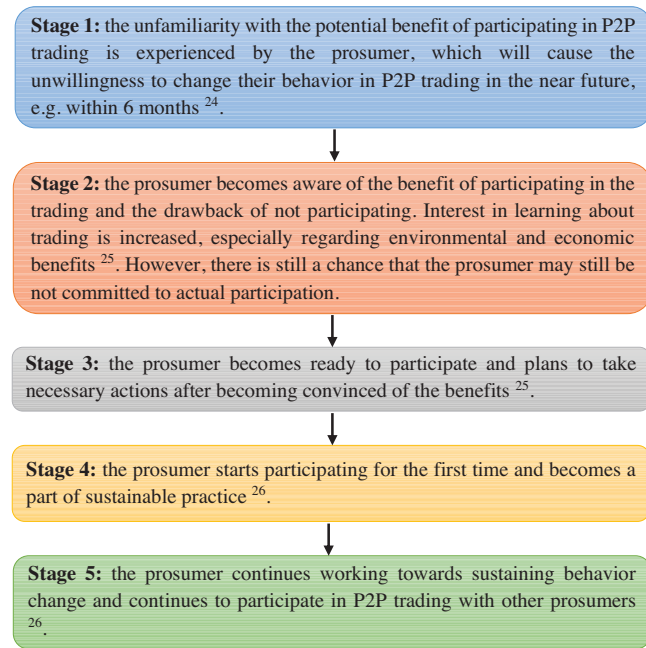 Stage 1: the unfamiliarity with the potential benefit of participating in P2P
trading is experienced by the prosumer, which will cause the
unwillingness to change their behavior in P2P trading in the near future,
e.g. within 6 months 24.
Stage 2: the prosumer becomes aware of the benefit of participating in the
trading and the drawback of not participating. Interest in learning about
trading is increased, especially regarding environmental and economic
benefits 25. However, there is still a chance that the prosumer may still be
not committed to actual participation.
Stage 3: the prosumer becomes ready to participate and plans to take
necessary actions after becoming convinced of the benefits 25.
Stage 4: the prosumer starts participating for the first time and becomes a
part of sustainable practice 26.
Stage 5: the prosumer continues working towards sustaining behavior
change and continues to participate in P2P trading with other prosumers
26.